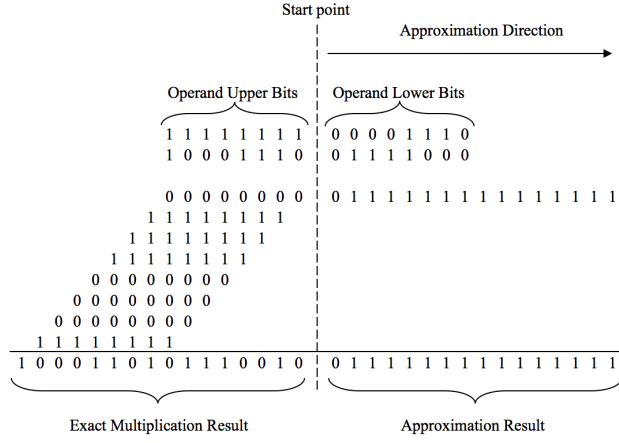 Start point
Approximation Direction
Operand Upper Bits Operand Lower Bits
1 1 1 1 1 1 1 1 0 0 0 0 1 1 1 0
1 0 0 0 1 1 1 0 0 1 1 1 1 0 0 0
0 0 0 0 0 0 0 0 0 1 1 1 1 1 1 1 1 1 1 1 1 1 1 1
1 1 1 1 1 1 1 1
1 1 1 1 1 1 1 1
1 1 1 1 1 1 1 1
0 0 0 0 0 0 0 0
0 0 0 0 0 0 0 0
0 0 0 0 0 0 0 0
1 1 1 1 1 1 1 1
1 0 0 0 1 1 0 1 0 1 1 1 0 0 1 0 0 1 1 1 1 1 1 1 1 1 1 1 1 1 1 1
Exact Multiplication Result Approximation Result